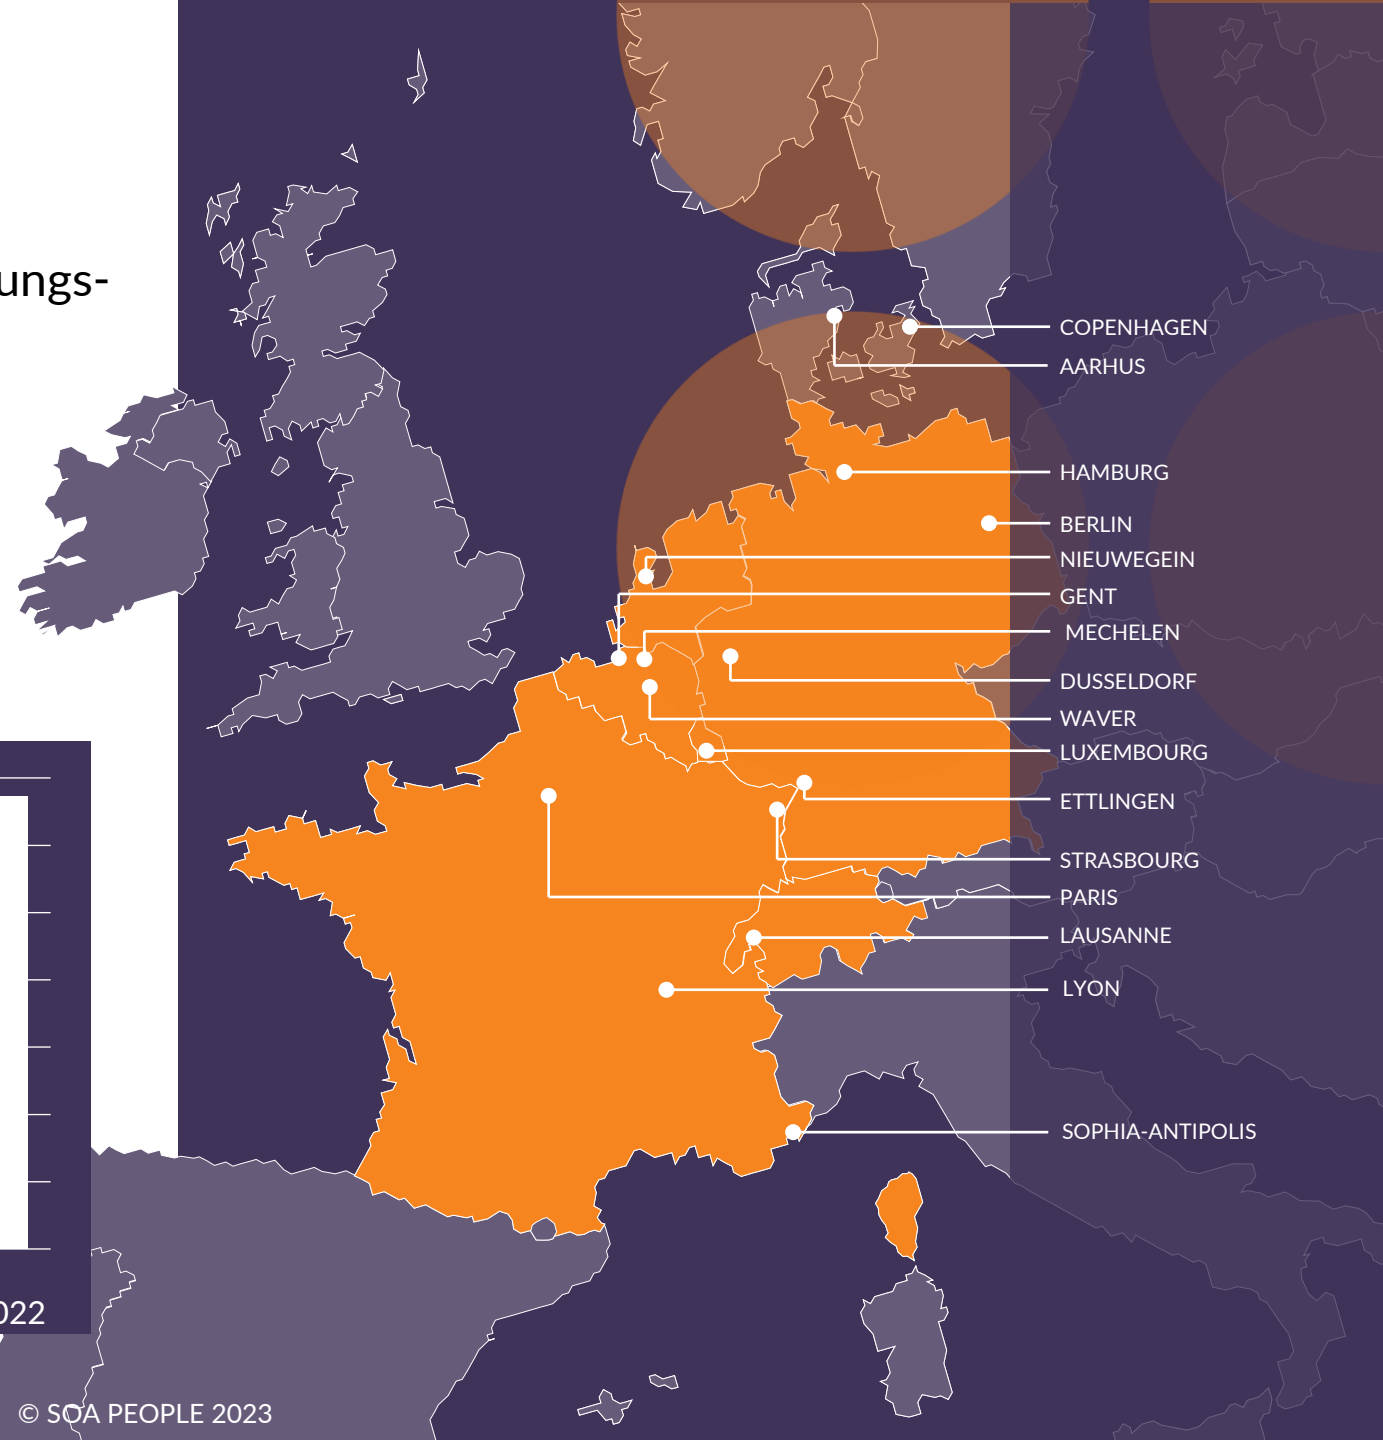 ungs-
COPENHAGEN
AARHUS
HAMBURG
BERLIN
NIEUWEGEIN
GENT
MECHELEN
DUSSELDORF
WAVER
LUXEMBOURG
ETTLINGEN
STRASBOURG
PARIS
LAUSANNE
LYON
SOPHIA-ANTIPOLIS
022
© SOA PEOPLE 2023